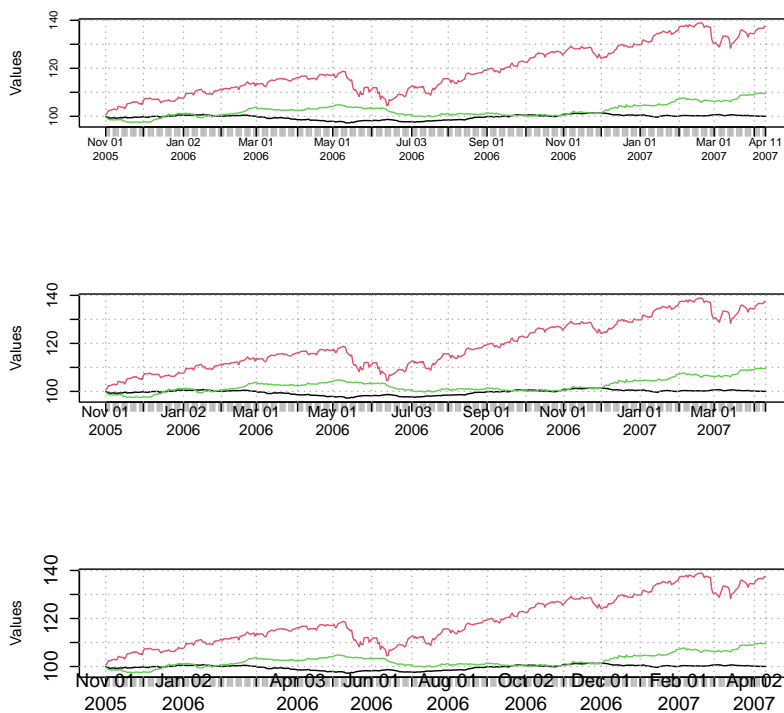 140
120
100
Values
Nov 01 Jan 02 Mar 01 May 01 Jul 03 Sep 01 Nov 01 Jan 01 Mar 01 Apr 11
2005 2006 2006 2006 2006 2006 2006 2007 2007 2007
140
120
100
Values
Nov 01 Jan 02 Mar 01 May 01 Jul 03 Sep 01 Nov 01 Jan 01 Mar 01
2005 2006 2006 2006 2006 2006 2006 2007 2007
140
120
100
Values
Nov 01 Jan 02 Apr 03 Jun 01 Aug 01 Oct 02 Dec 01 Feb 01 Apr 02
2005 2006 2006 2006 2006 2006 2006 2007 2007